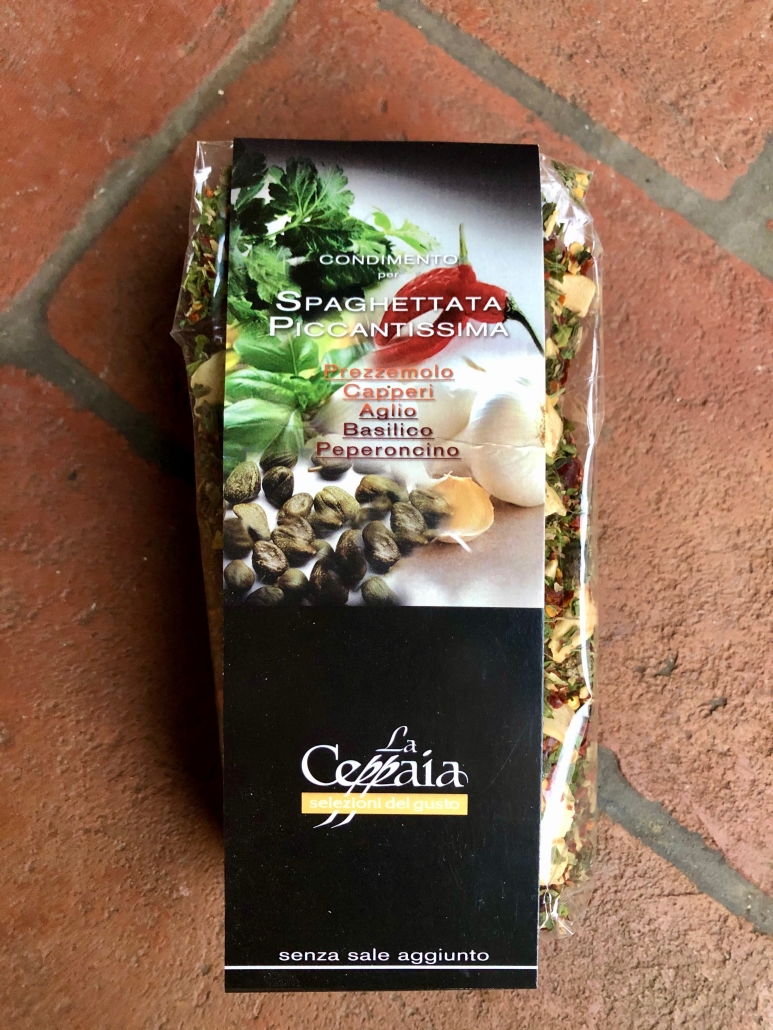 CONDIMENTO
per
SPAGHETTATA
PICCANTISSIMA
Prezzemolo
Capperi
Aglio
Basilico
Peperoncino
La
Ceppaia
selezioni del gusto
senza sale aggiunto